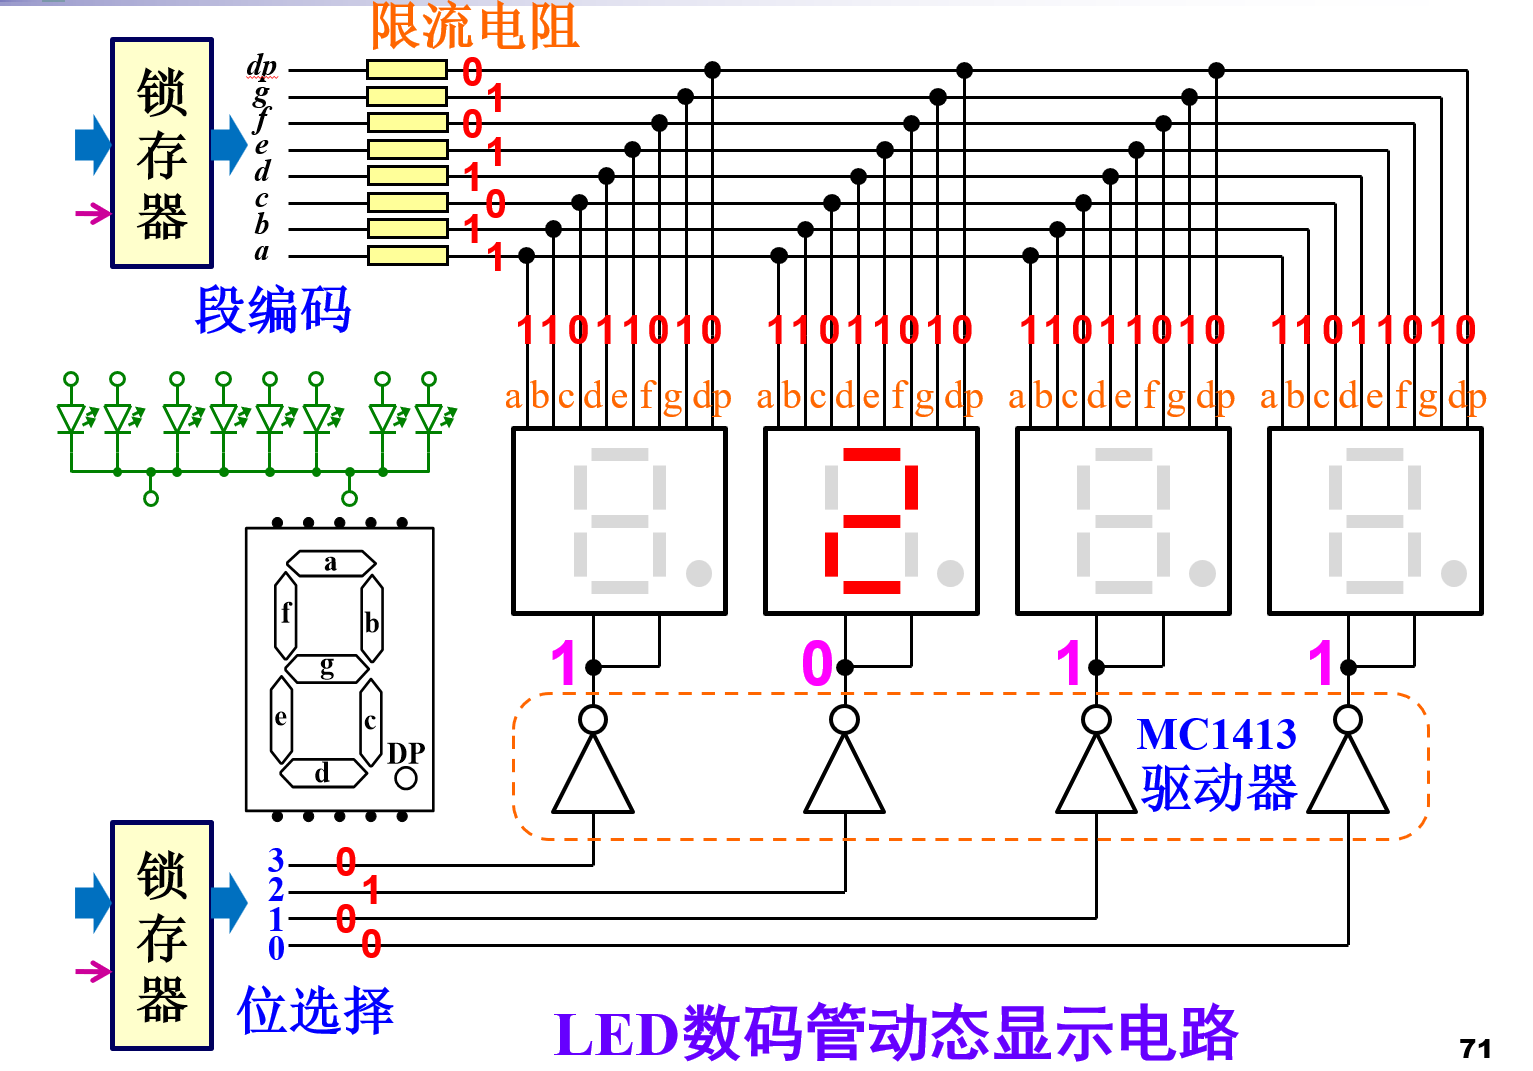 限流电阻
锁存器
dp 0
g 1
f 0
e 1
d 1
c 0
b 1
a 1
段编码
11011010 11011010 11011010 11011010
a b c d e f g dp a b c d e f g dp a b c d e f g dp a b c d e f g dp
a
f b
g
e c
d DP
1 0 1 1
MC1413
驱动器
锁存器
3 0
2 1
1 0
0 0
位选择
LED数码管动态显示电路
71